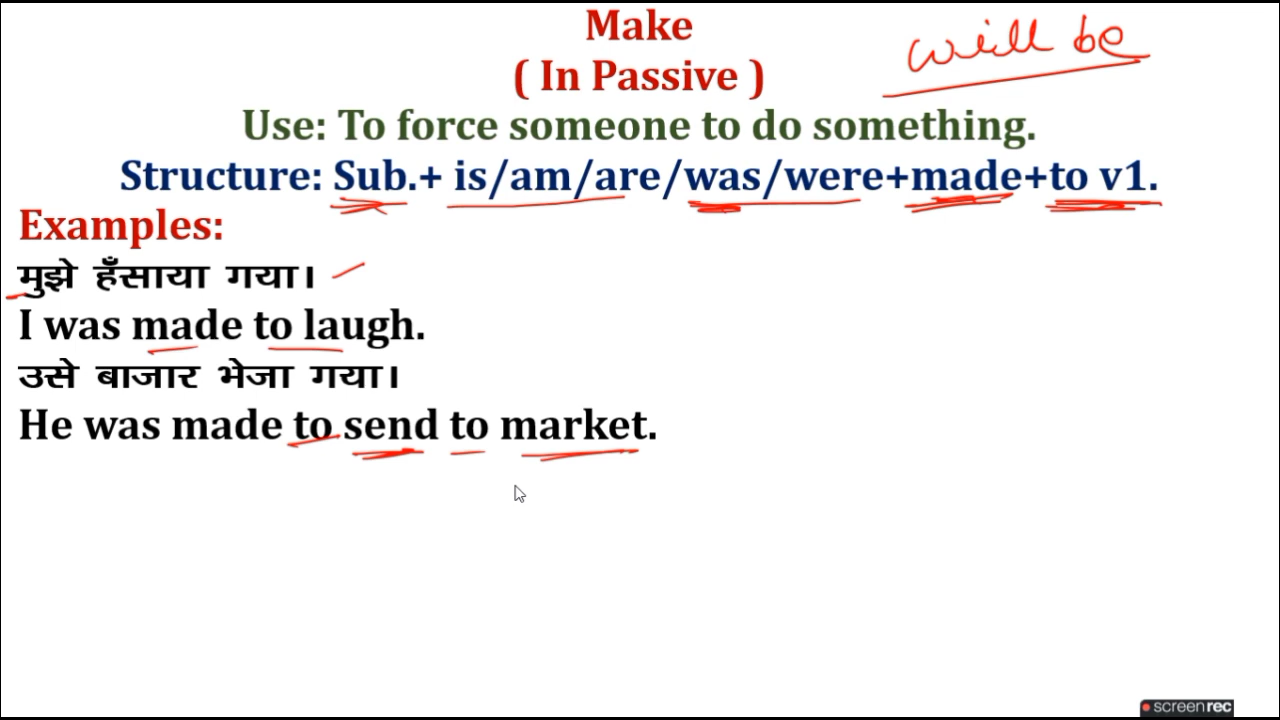 Make
( In Passive )
will be
Use: To force someone to do something.
Structure: Sub.+ is/am/are/was/were+made+to v1.
Examples:
मुझे हँसाया गया।
I was made to laugh.
उसे बाजार भेजा गया।
He was made to send to market.
screenrec